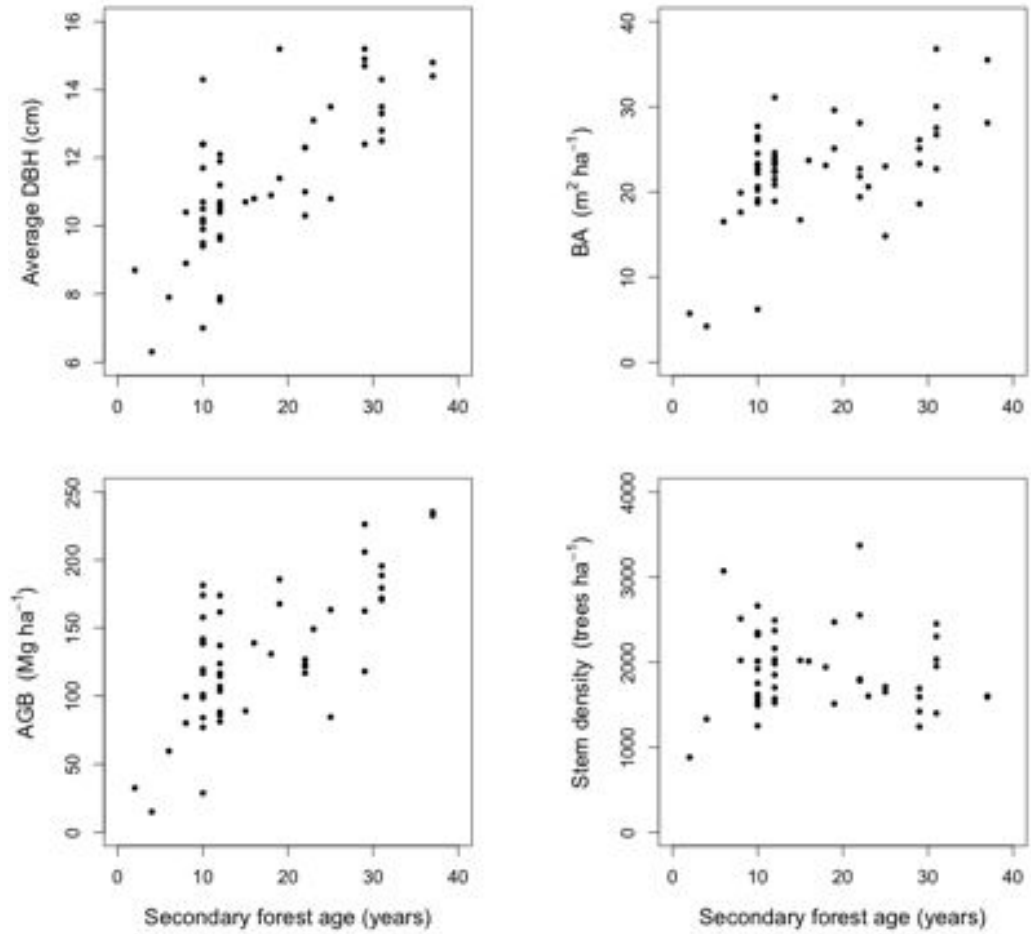 Average DBH (cm)
16
14
12
10
8
6
0 10 20 30 40
BA (m² ha⁻¹)
40
30
20
10
0
0 10 20 30 40
AGB (Mg ha⁻¹)
250
200
150
100
50
0
0 10 20 30 40
Secondary forest age (years)
Stem density (trees ha⁻¹)
4000
3000
2000
1000
0
0 10 20 30 40
Secondary forest age (years)